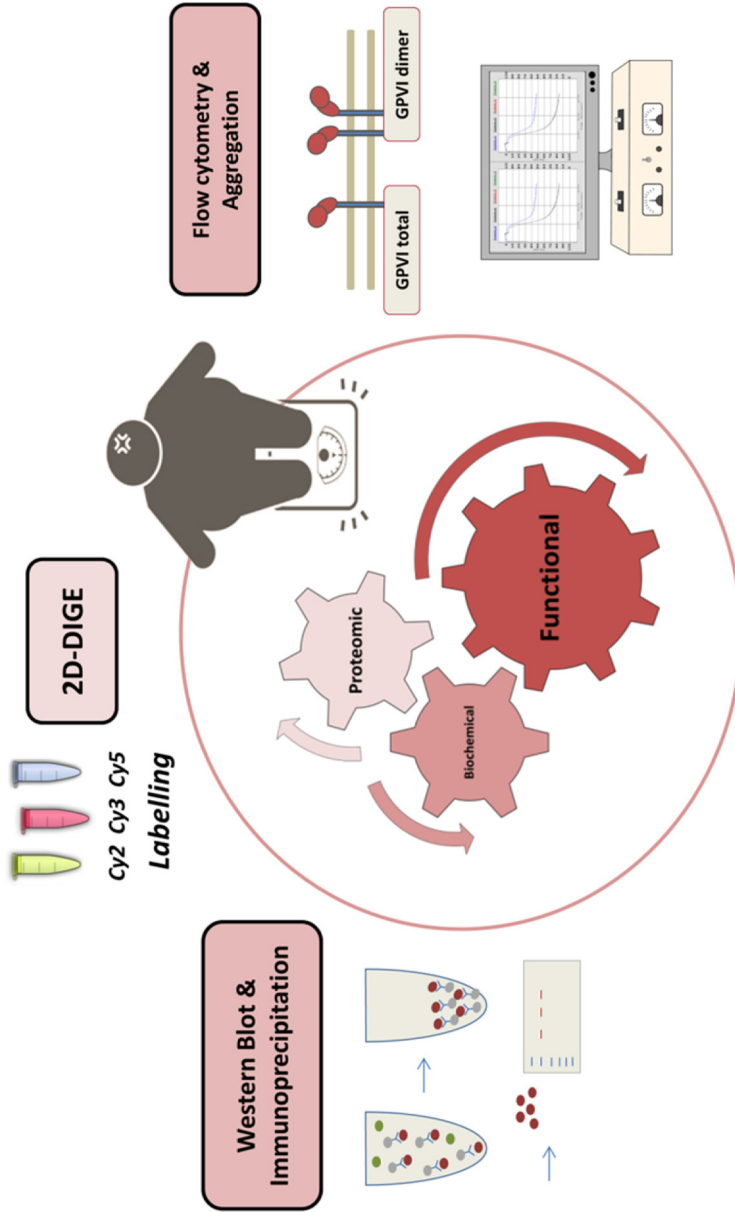 2D-DIGE
Cy2 Cy3 Cy5
Labelling
Western Blot &
Immunoprecipitation
Flow cytometry &
Aggregation
GPVI total
GPVI dimer
Proteomic
Biochemical
Functional